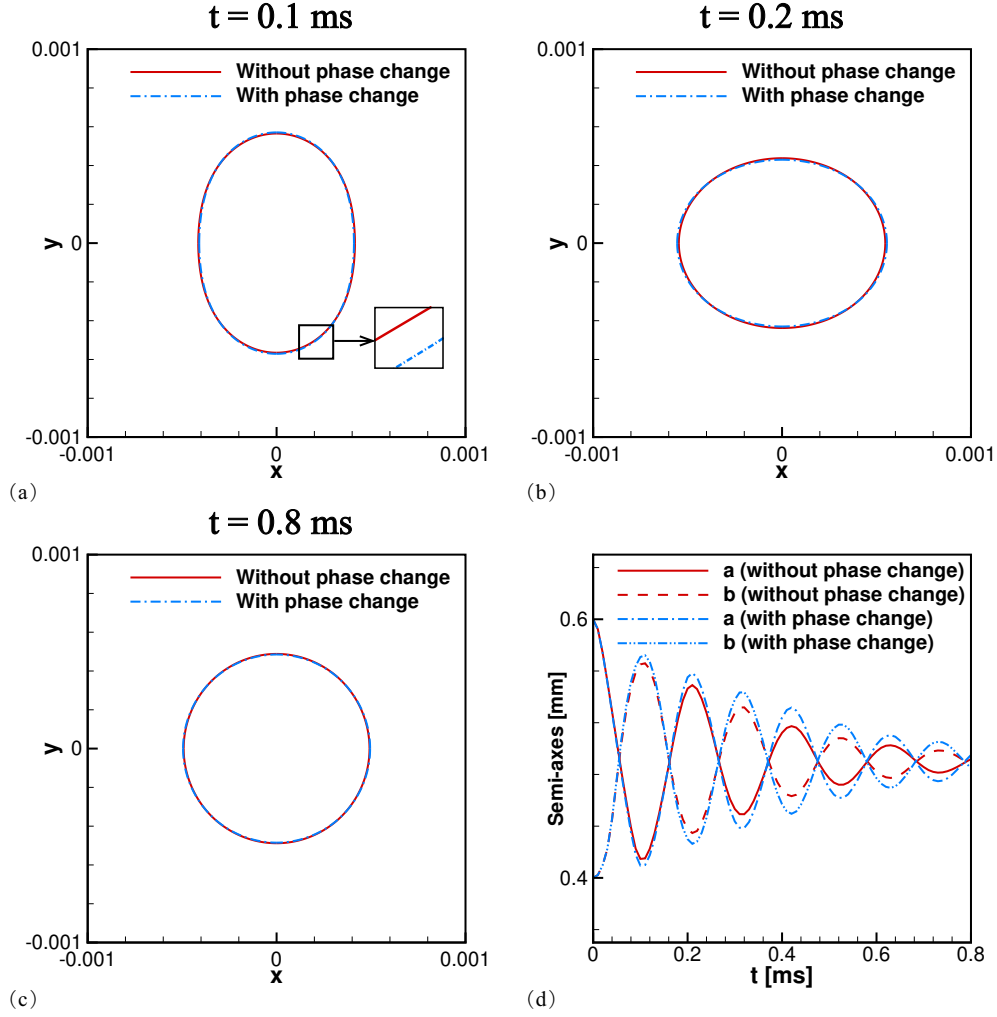 t = 0.1 ms
0.001
Without phase change
With phase change
y
0
-0.001
-0.001
0
0.001
x
(a)
t = 0.2 ms
0.001
Without phase change
With phase change
y
0
-0.001
-0.001
0
0.001
x
(b)
t = 0.8 ms
0.001
Without phase change
With phase change
y
0
-0.001
-0.001
0
0.001
x
(c)
a (without phase change)
b (without phase change)
a (with phase change)
b (with phase change)
0.6
Semi-axes [mm]
0.4
0
0.2
0.4
0.6
0.8
t [ms]
(d)